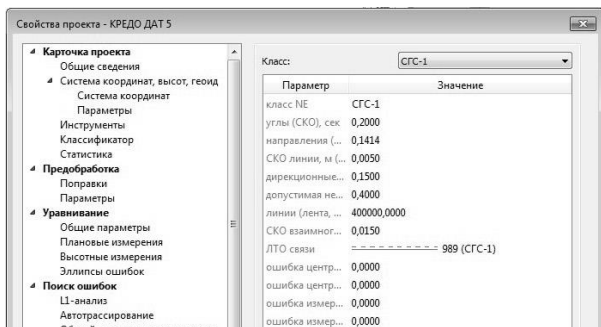 Свойства проекта - КРЕДО ДАТ 5
Карточка проекта
Общие сведения
Система координат, высот, геоид
Система координат
Параметры
Инструменты
Классификатор
Статистика
Предобработка
Поправки
Параметры
Уравнивание
Общие параметры
Плановые измерения
Высотные измерения
Эллипсы ошибок
Поиск ошибок
L1-анализ
Автотрассирование
Класс: СГС-1
Параметр Значение
класс NE СГС-1
углы (СКО), сек 0,2000
направления (... 0,1414
СКО линии, м (... 0,0050
дирекционные... 0,1500
допустимая не... 0,4000
линии (лента, ... 400000,0000
СКО взаимног... 0,0150
ЛТО связи 989 (СГС-1)
ошибка центр... 0,0000
ошибка центр... 0,0000
ошибка измер... 0,0000
ошибка измер... 0,0000